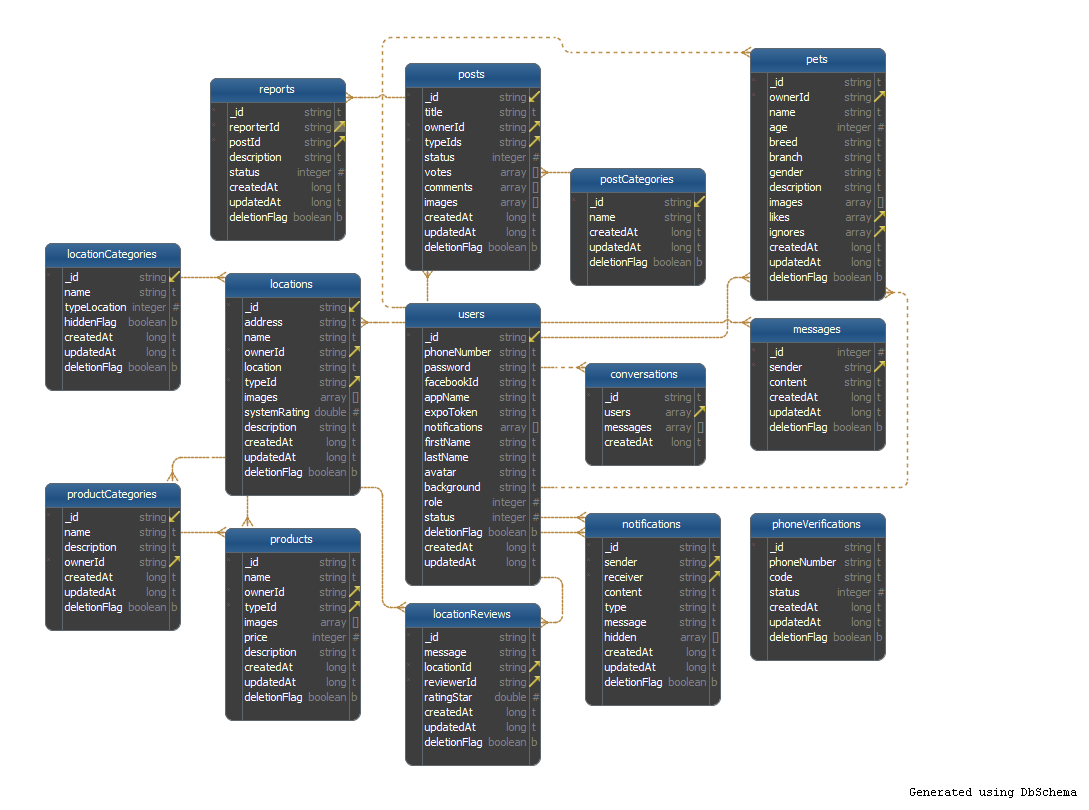 reports
_id string t
reporterId string
postId string
description string t
status integer #
createdAt long t
updatedAt long t
deletionFlag boolean b
posts
_id string
title string t
ownerId string
typeIds string
status integer #
votes array []
comments array []
images array []
createdAt long t
updatedAt long t
deletionFlag boolean b
postCategories
_id string
name string t
createdAt long t
updatedAt long t
deletionFlag boolean b
pets
_id string t
ownerId string
name string t
age integer #
breed string t
branch string t
gender string t
description string t
images array []
likes array
ignores array
createdAt long t
updatedAt long t
deletionFlag boolean b
locationCategories
_id string
name string t
typeLocation integer #
hiddenFlag boolean b
createdAt long t
updatedAt long t
deletionFlag boolean b
locations
_id string
address string t
name string t
ownerId string
location string t
typeId string
images array []
systemRating double #
description string t
createdAt long t
updatedAt long t
deletionFlag boolean b
users
_id string
phoneNumber string t
password string t
facebookId string t
appName string t
expoToken string t
notifications array []
firstName string t
lastName string t
avatar string t
background string t
role integer #
status integer #
deletionFlag boolean b
createdAt long t
updatedAt long t
conversations
_id string t
users array
messages array []
createdAt long t
messages
_id integer #
sender string
content string t
createdAt long t
updatedAt long t
deletionFlag boolean b
productCategories
_id string
name string t
description string t
ownerId string
createdAt long t
updatedAt long t
deletionFlag boolean b
products
_id string t
name string t
ownerId string
typeId string
images array []
price integer #
description string t
createdAt long t
updatedAt long t
deletionFlag boolean b
locationReviews
_id string t
message string t
locationId string
reviewerId string
ratingStar double #
createdAt long t
updatedAt long t
deletionFlag boolean b
notifications
_id string t
sender string
receiver string
content string t
type string t
message string t
hidden array []
createdAt long t
updatedAt long t
deletionFlag boolean b
phoneVerifications
_id string t
phoneNumber string t
code string t
status integer #
createdAt long t
updatedAt long t
deletionFlag boolean b
Generated using DbSchema